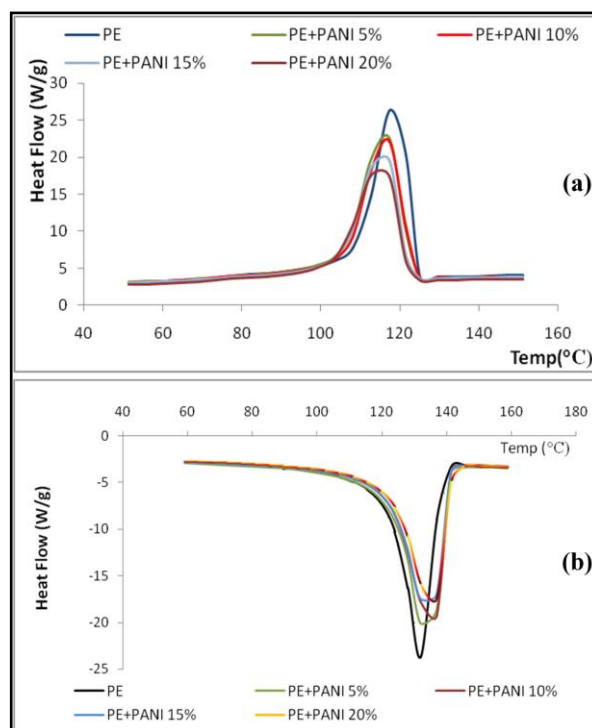 PE PE+PANI 5% PE+PANI 10%
PE+PANI 15% PE+PANI 20%
Heat Flow (W/g)
30
25
20
15
10
5
0
40 60 80 100 120 140 160
Temp(°C)
(a)
40 60 80 100 120 140 160 180
Temp (°C)
Heat Flow (W/g)
0
-5
-10
-15
-20
-25
(b)
PE PE+PANI 5% PE+PANI 10%
PE+PANI 15% PE+PANI 20%